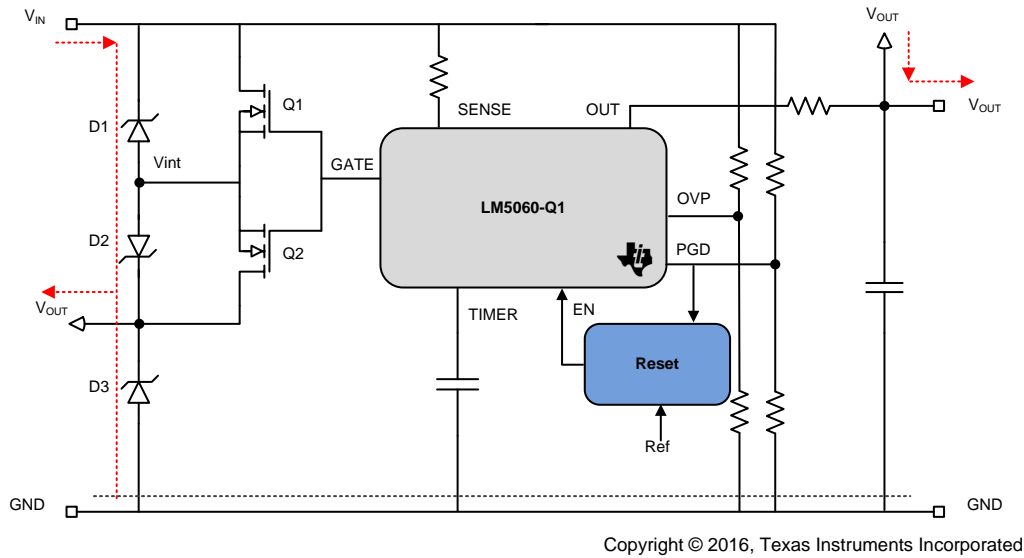 VIN
VOUT
Q1
SENSE
OUT
VOUT
D1
Vint
GATE
LM5060-Q1
OVP
D2
Q2
PGD
VOUT
TIMER
EN
D3
Reset
Ref
GND
GND
Copyright © 2016, Texas Instruments Incorporated